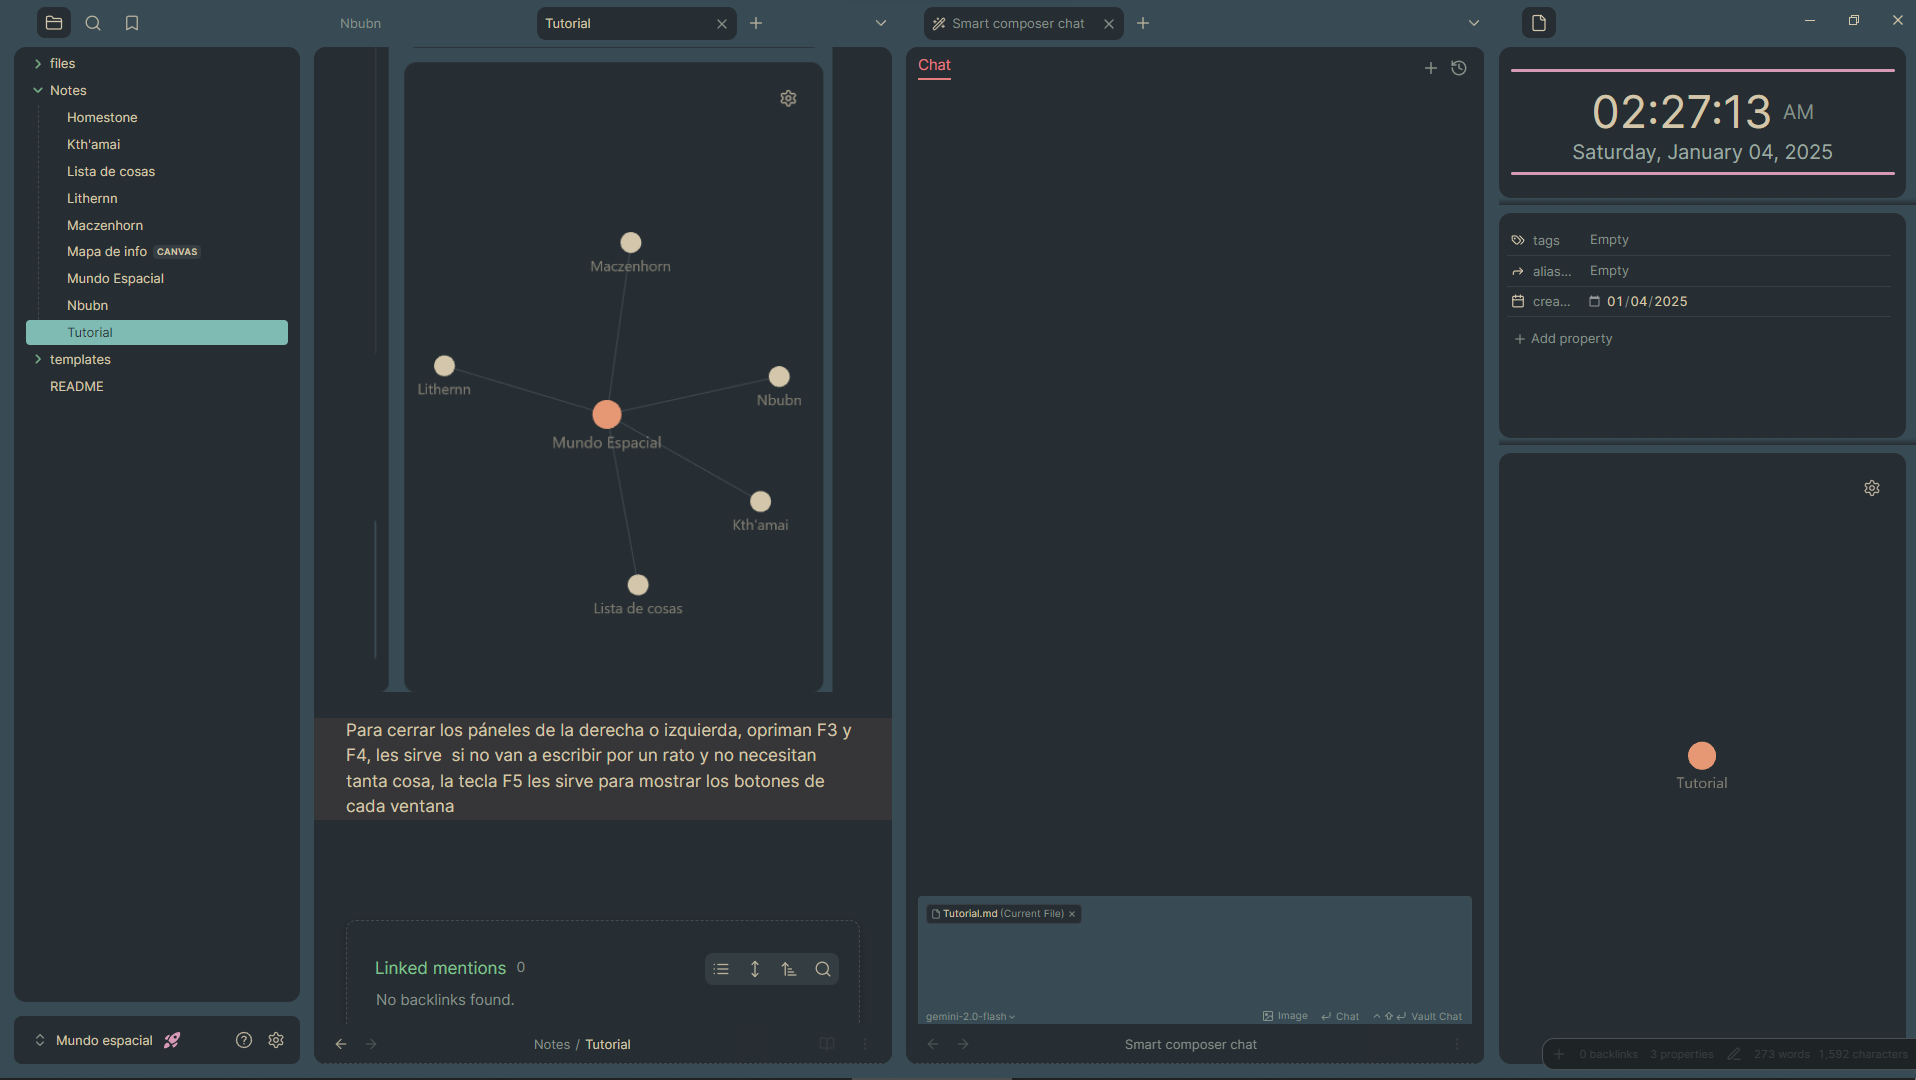 Nbubn
Tutorial
Smart composer chat
files
Notes
Homestone
Kth'amai
Lista de cosas
Lithernn
Maczenhorn
Mapa de info CANVAS
Mundo Espacial
Nbubn
Tutorial
templates
README
Mundo espacial
Maczenhorn
Lithernn
Nbubn
Mundo Espacial
Kth'amai
Lista de cosas
Para cerrar los páneles de la derecha o izquierda, opriman F3 y
F4, les sirve  si no van a escribir por un rato y no necesitan
tanta cosa, la tecla F5 les sirve para mostrar los botones de
cada ventana
Linked mentions 0
No backlinks found.
Notes / Tutorial
Chat
Tutorial.md (Current File)
gemini-2.0-flash
Image
Chat
Vault Chat
Smart composer chat
02:27:13 AM
Saturday, January 04, 2025
tags Empty
alias... Empty
crea... 01/04/2025
Add property
Tutorial
0 backlinks 3 properties 273 words 1,592 characters